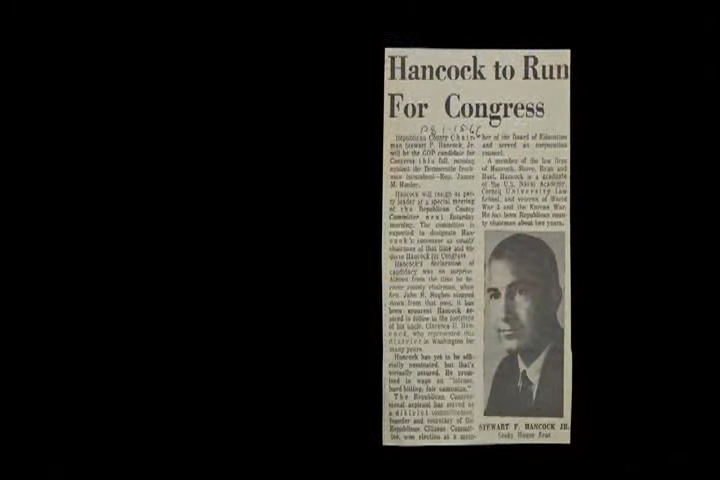 Hancock to Run
For Congress
Republican County Chair-
man Stewart F. Hancock, Jr.
will be the GOP candidate for
Congress this fall, running
against the Democratic fresh-
man incumbent—Rep. James
M. Hanley.
Hancock will resign as par-
ty leader at a special meeting
of the Republican County
Committee next Saturday
morning. The committee is
expected to designate Han-
cock's successor as county
chairman at that time and en-
dorse Hancock for Congress.
Hancock's declaration of
candidacy was no surprise.
Almost from the time he be-
came county chairman, when
Sen. John H. Hughes stepped
down from that post, it has
been apparent Hancock de-
sired to follow in the footsteps
of his uncle, Clarence E. Han-
cock, who represented this
district in Washington for
many years.
Hancock has yet to be offi-
cially nominated, but that's
virtually assured. He prom-
ised to wage an "intense,
hard hitting, fair campaign."
The Republican Congres-
sional aspirant has served as
a district committeeman,
founder and secretary of the
Republican Citizens Commit-
tee, won election as a mem-
ber of the Board of Education
and served as corporation
counsel.
A member of the law firm
of Hancock, Shove, Ryan and
Hust, Hancock is a graduate
of the U.S. Naval Academy,
Cornell University Law
School, and veteran of World
War 2 and the Korean War.
He has been Republican coun-
ty chairman about two years.
STEWART F. HANCOCK JR.
Seeks House Seat